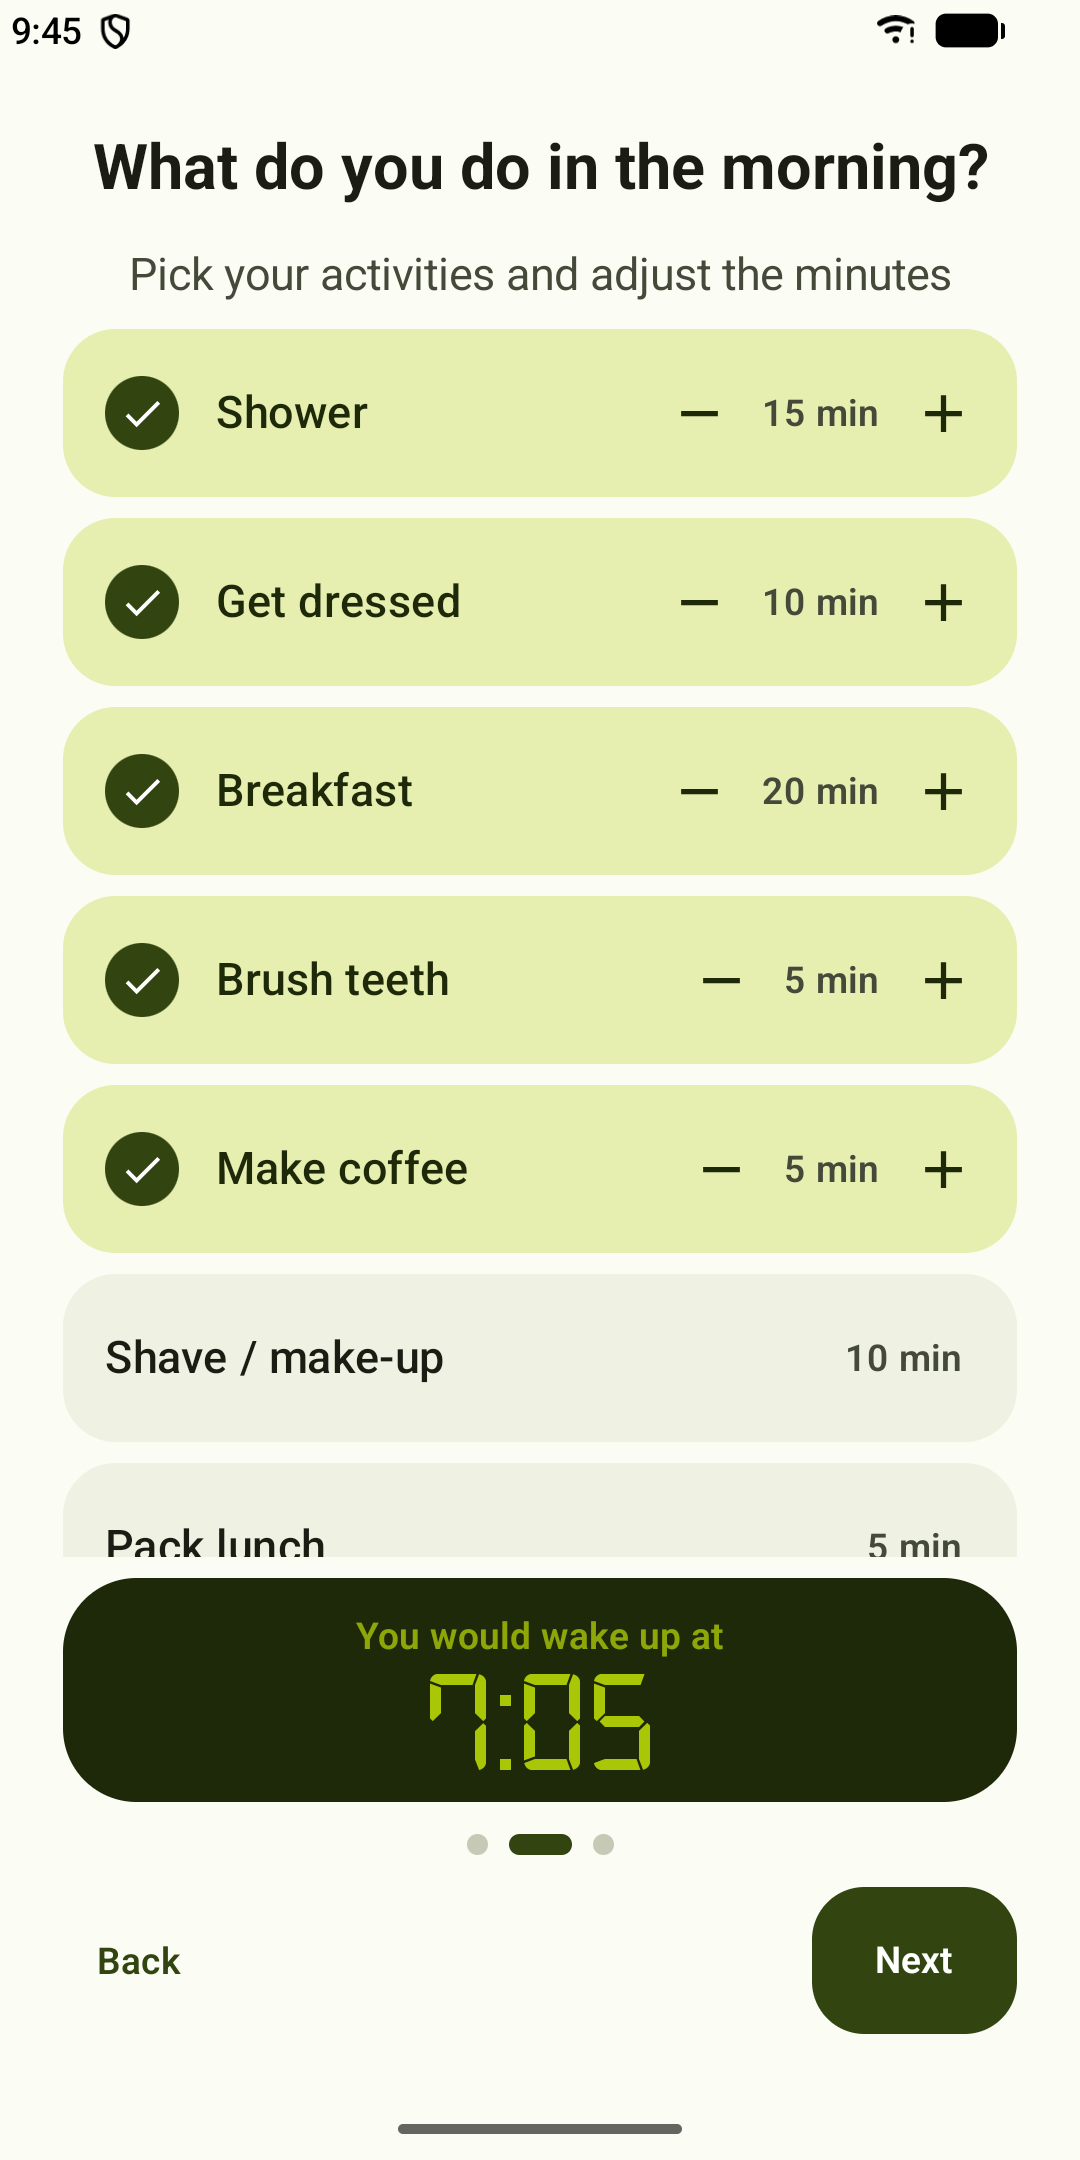 9:45
What do you do in the morning?
Pick your activities and adjust the minutes
Shower 15 min
Get dressed 10 min
Breakfast 20 min
Brush teeth 5 min
Make coffee 5 min
Shave / make-up 10 min
Pack lunch 5 min
You would wake up at
7:05
Back Next